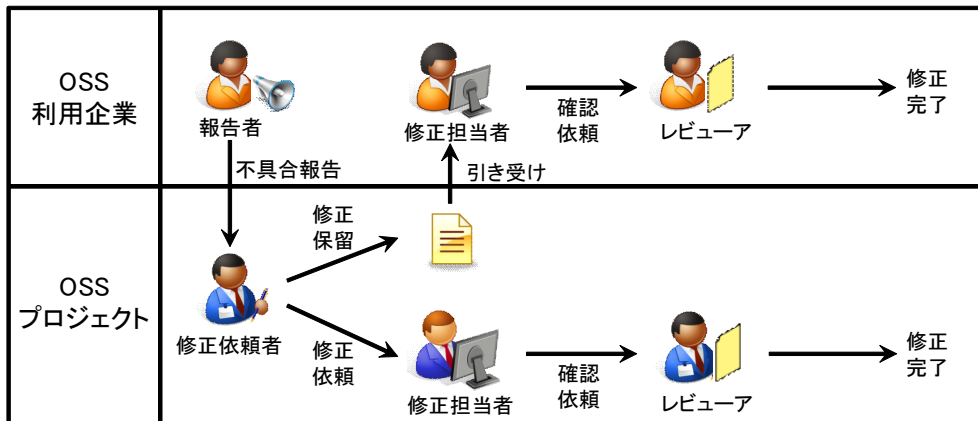 OSS
利用企業
報告者
不具合報告
修正担当者
引き受け
確認
依頼
レビューア
修正
完了
OSS
プロジェクト
修正依頼者
修正
保留
修正
依頼
修正担当者
確認
依頼
レビューア
修正
完了